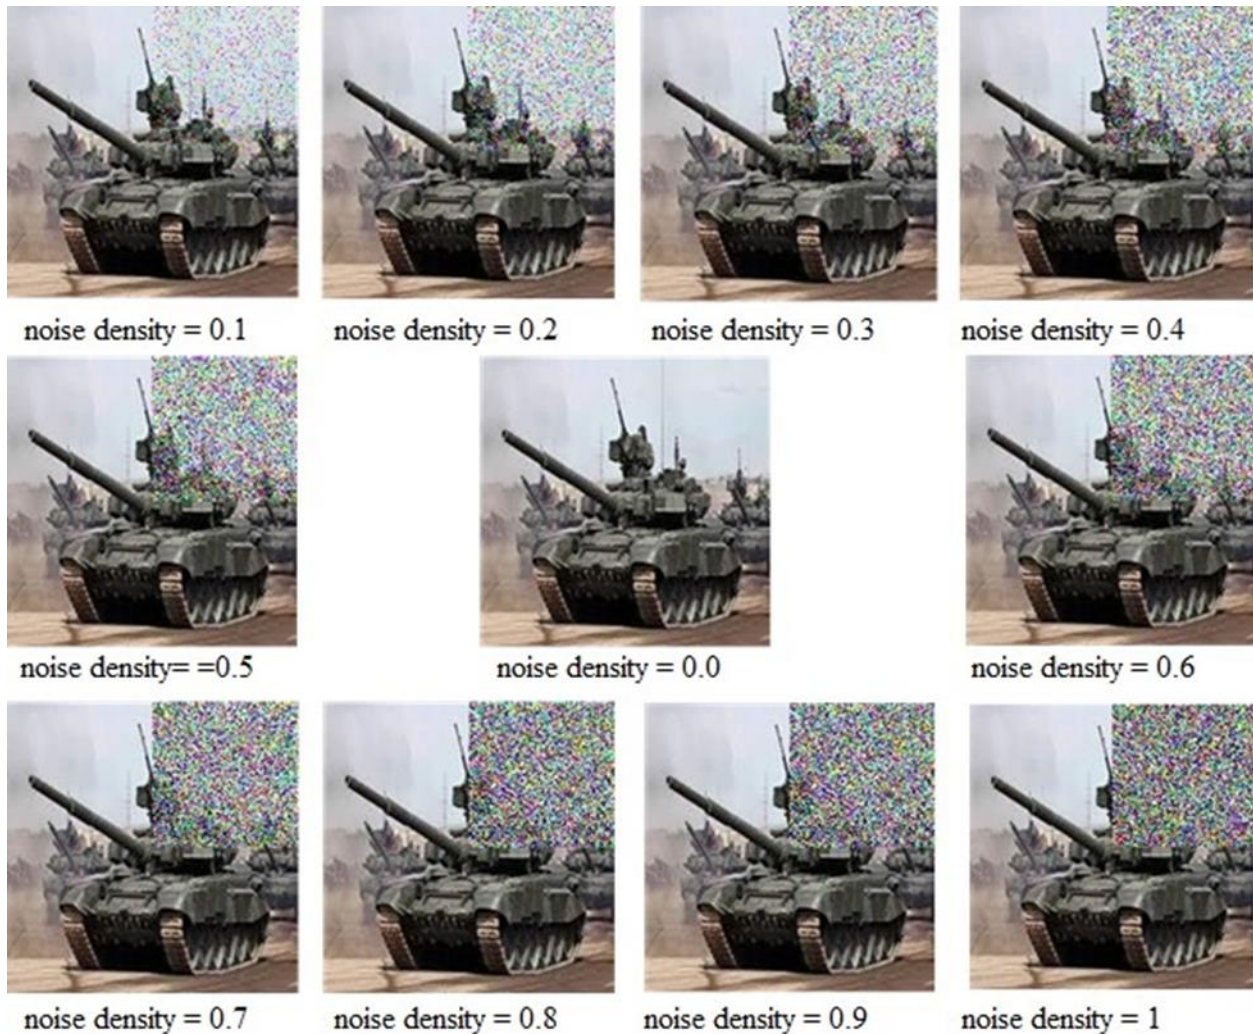 noise density = 0.1
noise density = 0.2
noise density = 0.3
noise density = 0.4
noise density= =0.5
noise density = 0.0
noise density = 0.6
noise density = 0.7
noise density = 0.8
noise density = 0.9
noise density = 1